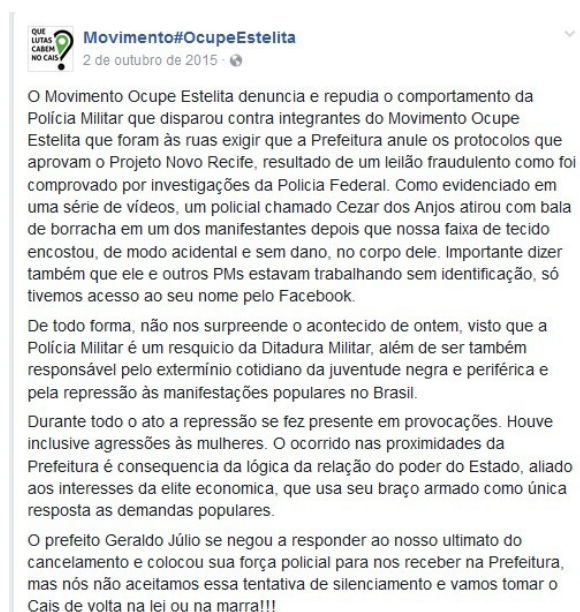 QUE
LUTAS
CABEM
NO CAIS
Movimento#OcupeEstelita
2 de outubro de 2015 ·
O Movimento Ocupe Estelita denuncia e repudia o comportamento da
Polícia Militar que disparou contra integrantes do Movimento Ocupe
Estelita que foram às ruas exigir que a Prefeitura anule os protocolos que
aprovam o Projeto Novo Recife, resultado de um leilão fraudulento como foi
comprovado por investigações da Policia Federal. Como evidenciado em
uma série de vídeos, um policial chamado Cezar dos Anjos atirou com bala
de borracha em um dos manifestantes depois que nossa faixa de tecido
encostou, de modo acidental e sem dano, no corpo dele. Importante dizer
também que ele e outros PMs estavam trabalhando sem identificação, só
tivemos acesso ao seu nome pelo Facebook.
De todo forma, não nos surpreende o acontecido de ontem, visto que a
Polícia Militar é um resquicio da Ditadura Militar, além de ser também
responsável pelo extermínio cotidiano da juventude negra e periférica e
pela repressão às manifestações populares no Brasil.
Durante todo o ato a repressão se fez presente em provocações. Houve
inclusive agressões às mulheres. O ocorrido nas proximidades da
Prefeitura é consequencia da lógica da relação do poder do Estado, aliado
aos interesses da elite economica, que usa seu braço armado como única
resposta as demandas populares.
O prefeito Geraldo Júlio se negou a responder ao nosso ultimato do
cancelamento e colocou sua força policial para nos receber na Prefeitura,
mas nós não aceitamos essa tentativa de silenciamento e vamos tomar o
Cais de volta na lei ou na marra!!!